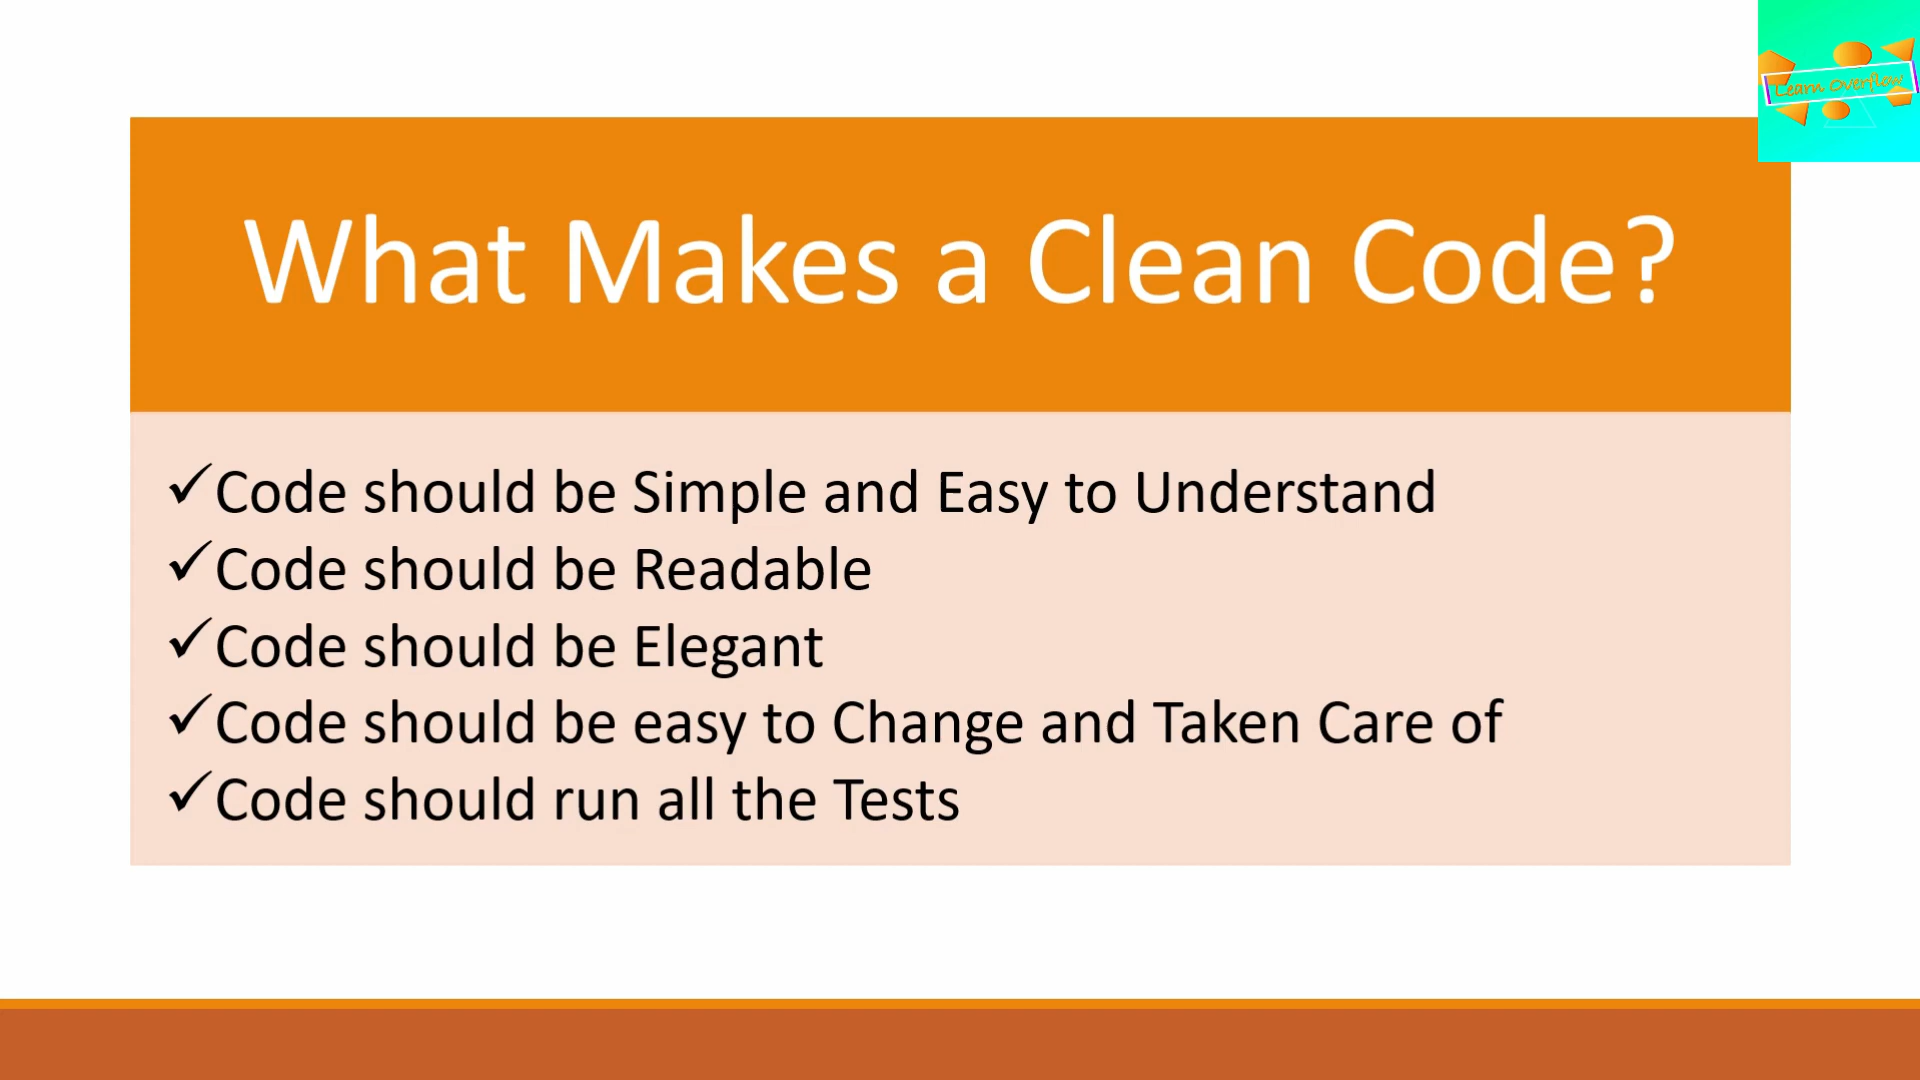 Learn Overflow
What Makes a Clean Code?
✓Code should be Simple and Easy to Understand
✓Code should be Readable
✓Code should be Elegant
✓Code should be easy to Change and Taken Care of
✓Code should run all the Tests